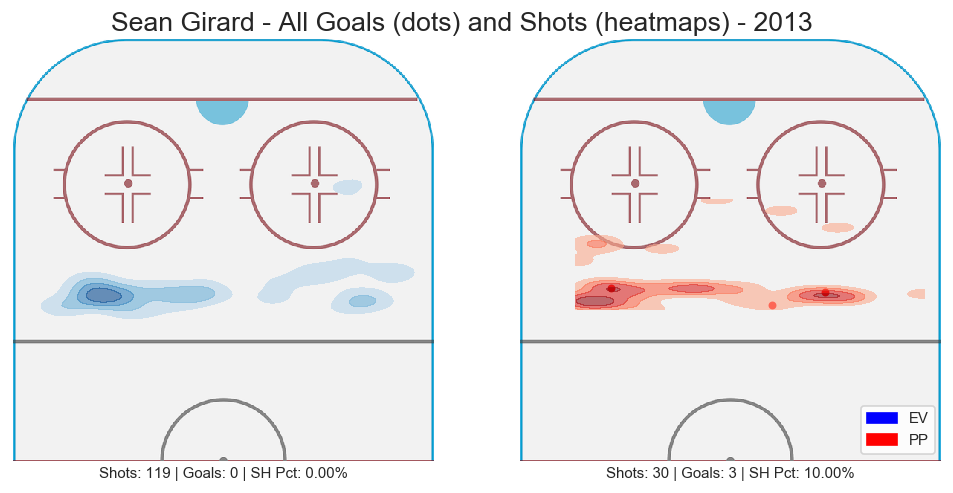 Sean Girard - All Goals (dots) and Shots (heatmaps) - 2013
EV
PP
Shots: 119 | Goals: 0 | SH Pct: 0.00%
Shots: 30 | Goals: 3 | SH Pct: 10.00%